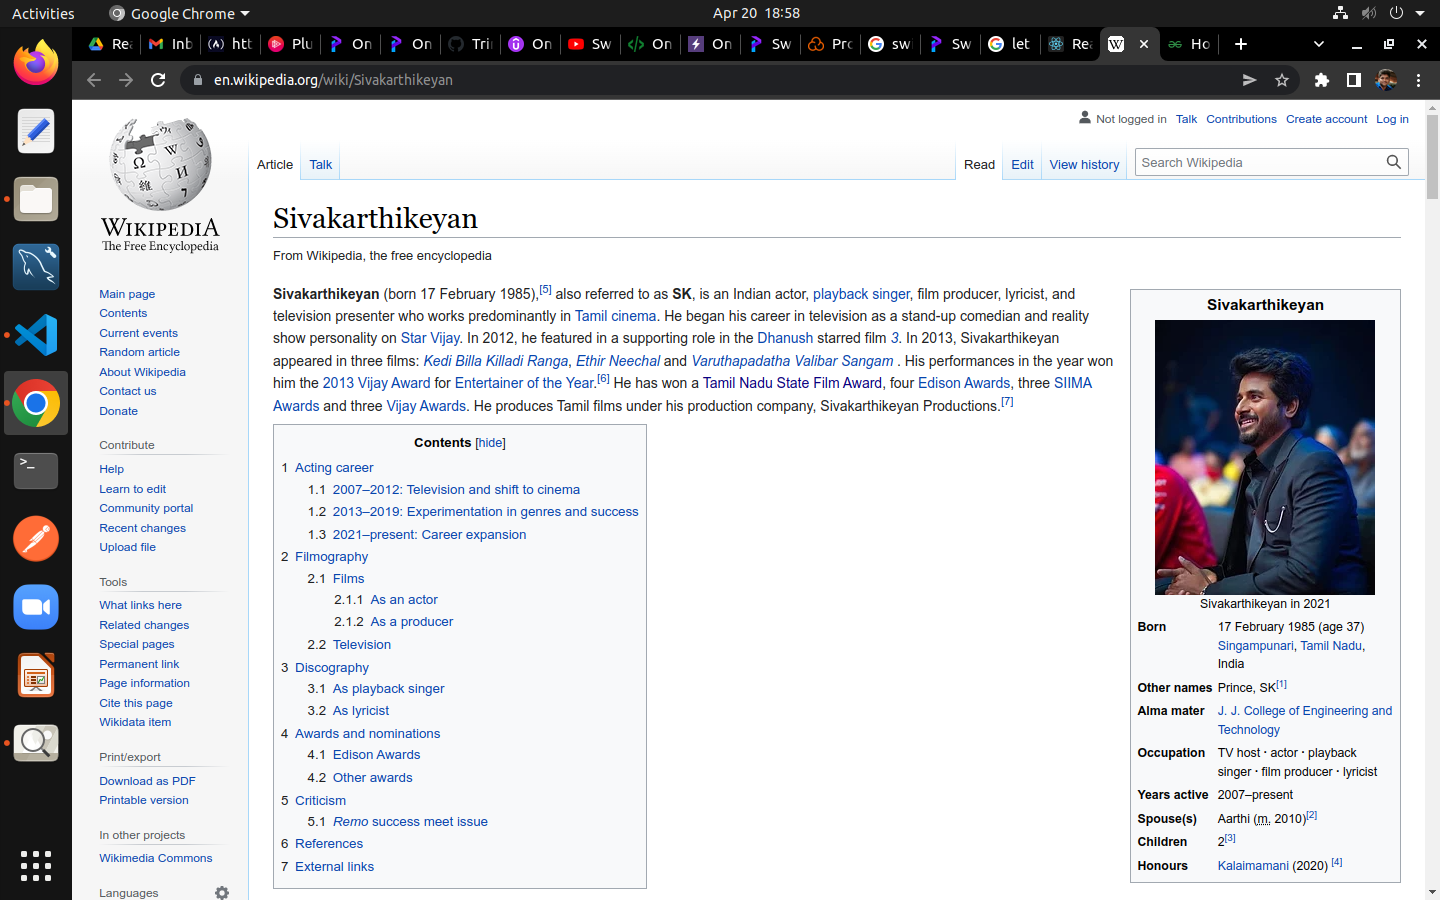 Activities
Google Chrome
Apr 20 18:58
Rea
Inb
htt
Plu
On
On
Trin
On
Sw
On
On
Sw
Pro
swi
Sw
let
Rea
Ho
en.wikipedia.org/wiki/Sivakarthikeyan
Not logged in Talk Contributions Create account Log in
Article Talk
Read Edit View history
Search Wikipedia
WIKIPEDIA
The Free Encyclopedia
Main page
Contents
Current events
Random article
About Wikipedia
Contact us
Donate
Contribute
Help
Learn to edit
Community portal
Recent changes
Upload file
Tools
What links here
Related changes
Special pages
Permanent link
Page information
Cite this page
Wikidata item
Print/export
Download as PDF
Printable version
In other projects
Wikimedia Commons
Languages
Sivakarthikeyan
From Wikipedia, the free encyclopedia
Sivakarthikeyan (born 17 February 1985),[5] also referred to as SK, is an Indian actor, playback singer, film producer, lyricist, and
television presenter who works predominantly in Tamil cinema. He began his career in television as a stand-up comedian and reality
show personality on Star Vijay. In 2012, he featured in a supporting role in the Dhanush starred film 3. In 2013, Sivakarthikeyan
appeared in three films: Kedi Billa Killadi Ranga, Ethir Neechal and Varuthapadatha Valibar Sangam . His performances in the year won
him the 2013 Vijay Award for Entertainer of the Year.[6] He has won a Tamil Nadu State Film Award, four Edison Awards, three SIIMA
Awards and three Vijay Awards. He produces Tamil films under his production company, Sivakarthikeyan Productions.[7]
Contents [hide]
1 Acting career
1.1 2007–2012: Television and shift to cinema
1.2 2013–2019: Experimentation in genres and success
1.3 2021–present: Career expansion
2 Filmography
2.1 Films
2.1.1 As an actor
2.1.2 As a producer
2.2 Television
3 Discography
3.1 As playback singer
3.2 As lyricist
4 Awards and nominations
4.1 Edison Awards
4.2 Other awards
5 Criticism
5.1 Remo success meet issue
6 References
7 External links
Sivakarthikeyan
Sivakarthikeyan in 2021
Born 17 February 1985 (age 37)
Singampunari, Tamil Nadu,
India
Other names Prince, SK[1]
Alma mater J. J. College of Engineering and
Technology
Occupation TV host · actor · playback
singer · film producer · lyricist
Years active 2007–present
Spouse(s) Aarthi (m. 2010)[2]
Children 2[3]
Honours Kalaimamani (2020) [4]